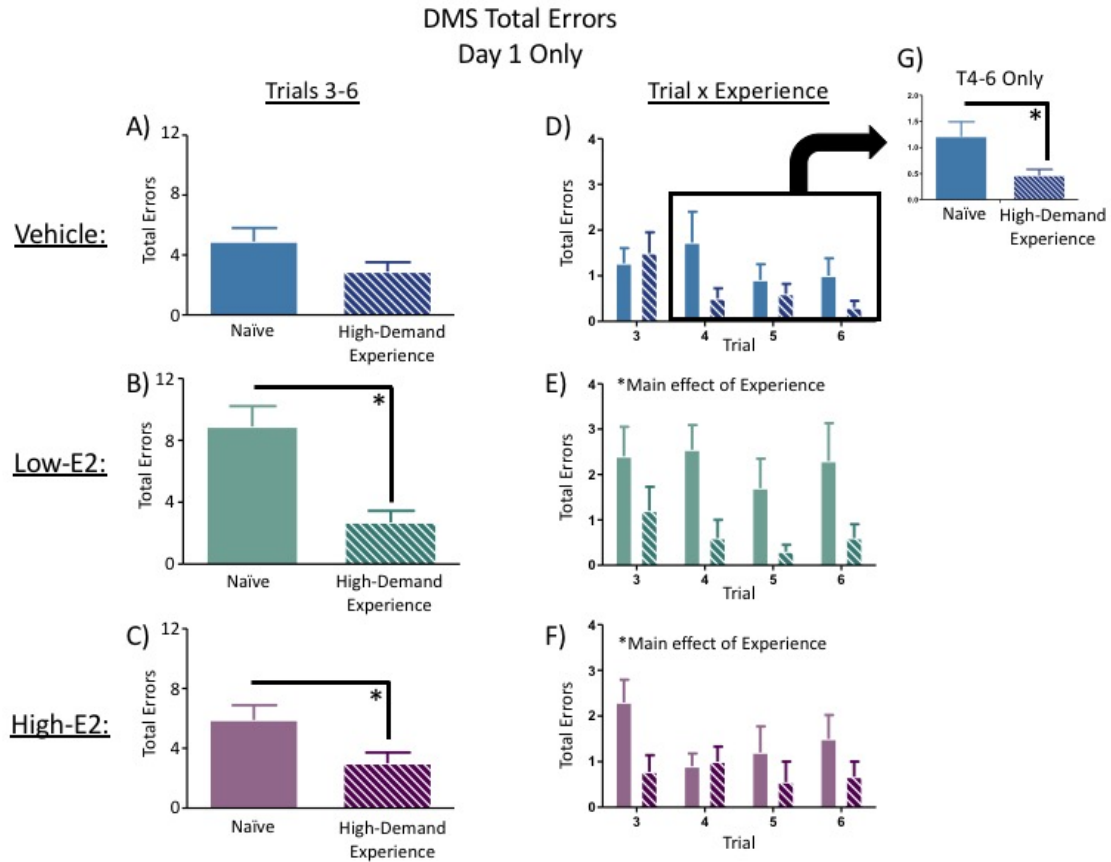 DMS Total Errors
Day 1 Only
Trials 3-6
Trial x Experience
G)
T4-6 Only
2.0
1.5
1.0
0.5
0.0
*
Naïve
High-Demand
Experience
Vehicle:
A)
Total Errors
12
8
4
0
Naïve
High-Demand
Experience
D)
Total Errors
4
3
2
1
0
3
4
5
6
Trial
Low-E2:
B)
Total Errors
12
8
4
0
*
Naïve
High-Demand
Experience
E)
*Main effect of Experience
Total Errors
4
3
2
1
0
3
4
5
6
Trial
High-E2:
C)
Total Errors
12
8
4
0
*
Naïve
High-Demand
Experience
F)
*Main effect of Experience
Total Errors
4
3
2
1
0
3
4
5
6
Trial